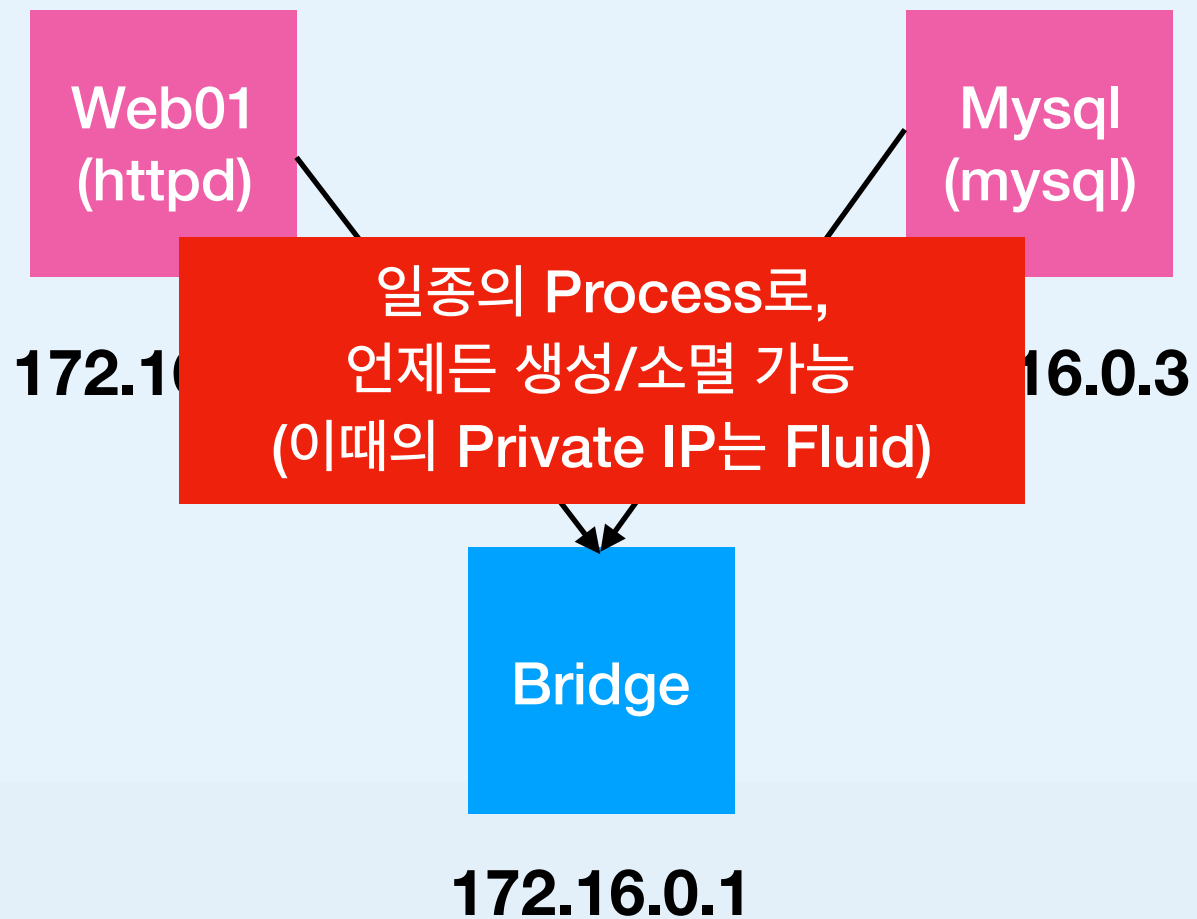 Web01
(httpd)
Mysql
(mysql)
일종의 Process로,
언제든 생성/소멸 가능
(이때의 Private IP는 Fluid)
172.1
16.0.3
Bridge
172.16.0.1